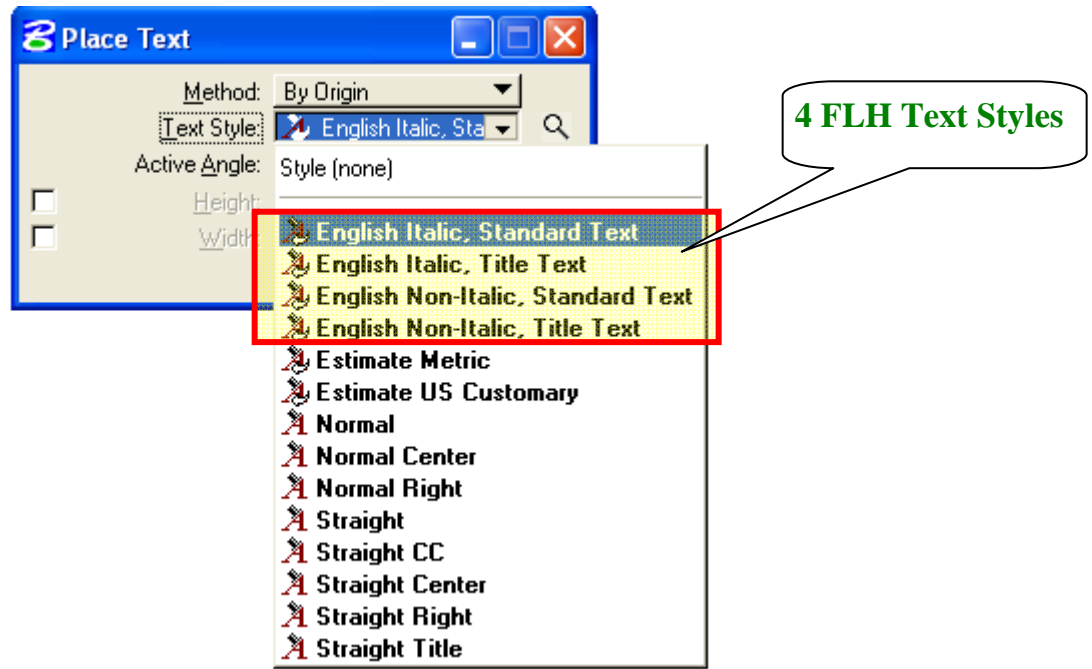 Place Text
Method: By Origin
Text Style: English Italic, Sta
Active Angle:
Style (none)
Height:
Width:
English Italic, Standard Text
English Italic, Title Text
English Non-Italic, Standard Text
English Non-Italic, Title Text
Estimate Metric
Estimate US Customary
Normal
Normal Center
Normal Right
Straight
Straight CC
Straight Center
Straight Right
Straight Title
4 FLH Text Styles